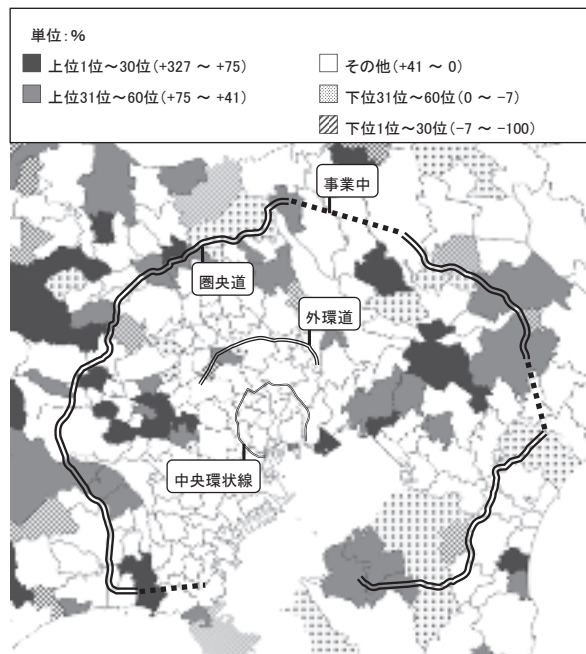 単位：％
上位1位～30位（+327 ～ +75）
その他（+41 ～ 0）
上位31位～60位（+75 ～ +41）
下位31位～60位（0 ～ −7）
下位1位～30位（−7 ～ −100）
事業中
圏央道
外環道
中央環状線